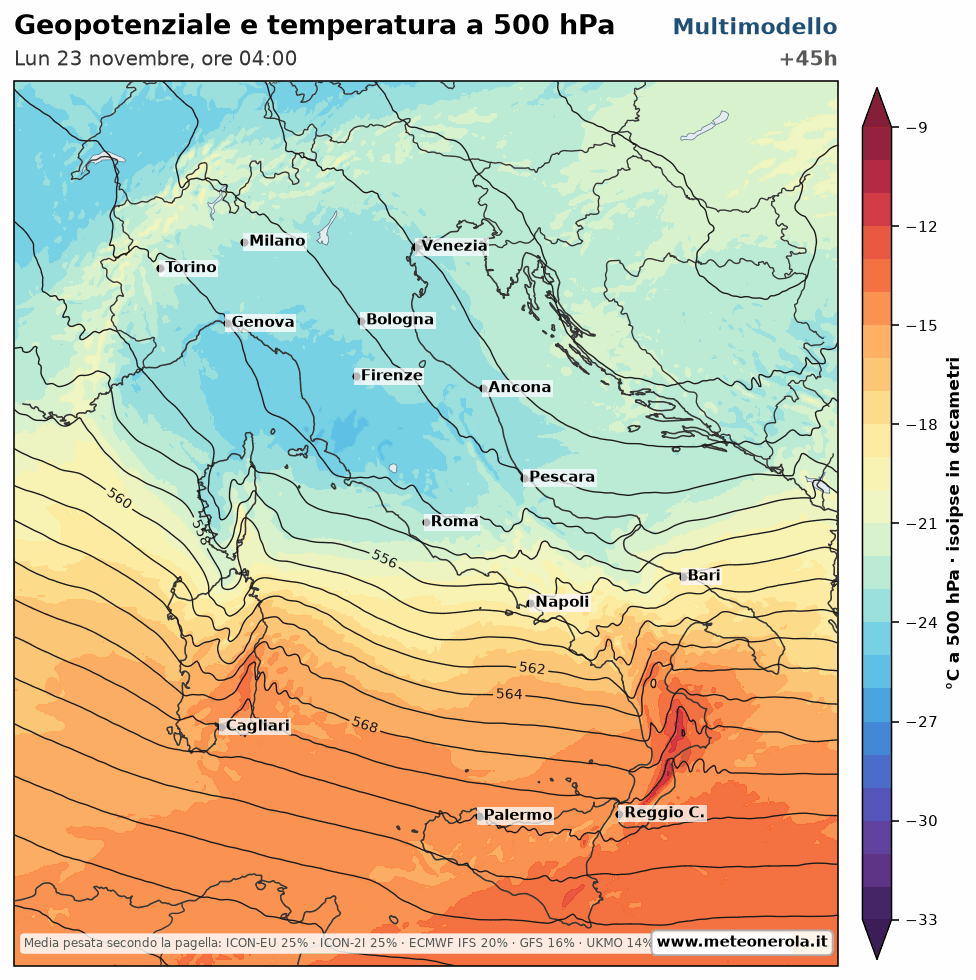 Geopotenziale e temperatura a 500 hPa
Multimodello
Lun 23 novembre, ore 04:00
+45h
Milano
Venezia
Torino
Genova
Bologna
Firenze
Ancona
Pescara
560
558
Roma
556
Bari
Napoli
562
564
Cagliari
568
Palermo
Reggio C.
−9
−12
−15
−18
−21
−24
−27
−30
−33
°C a 500 hPa · isoipse in decametri
Media pesata secondo la pagella: ICON-EU 25% · ICON-2I 25% · ECMWF IFS 20% · GFS 16% · UKMO 14%
www.meteonerola.it